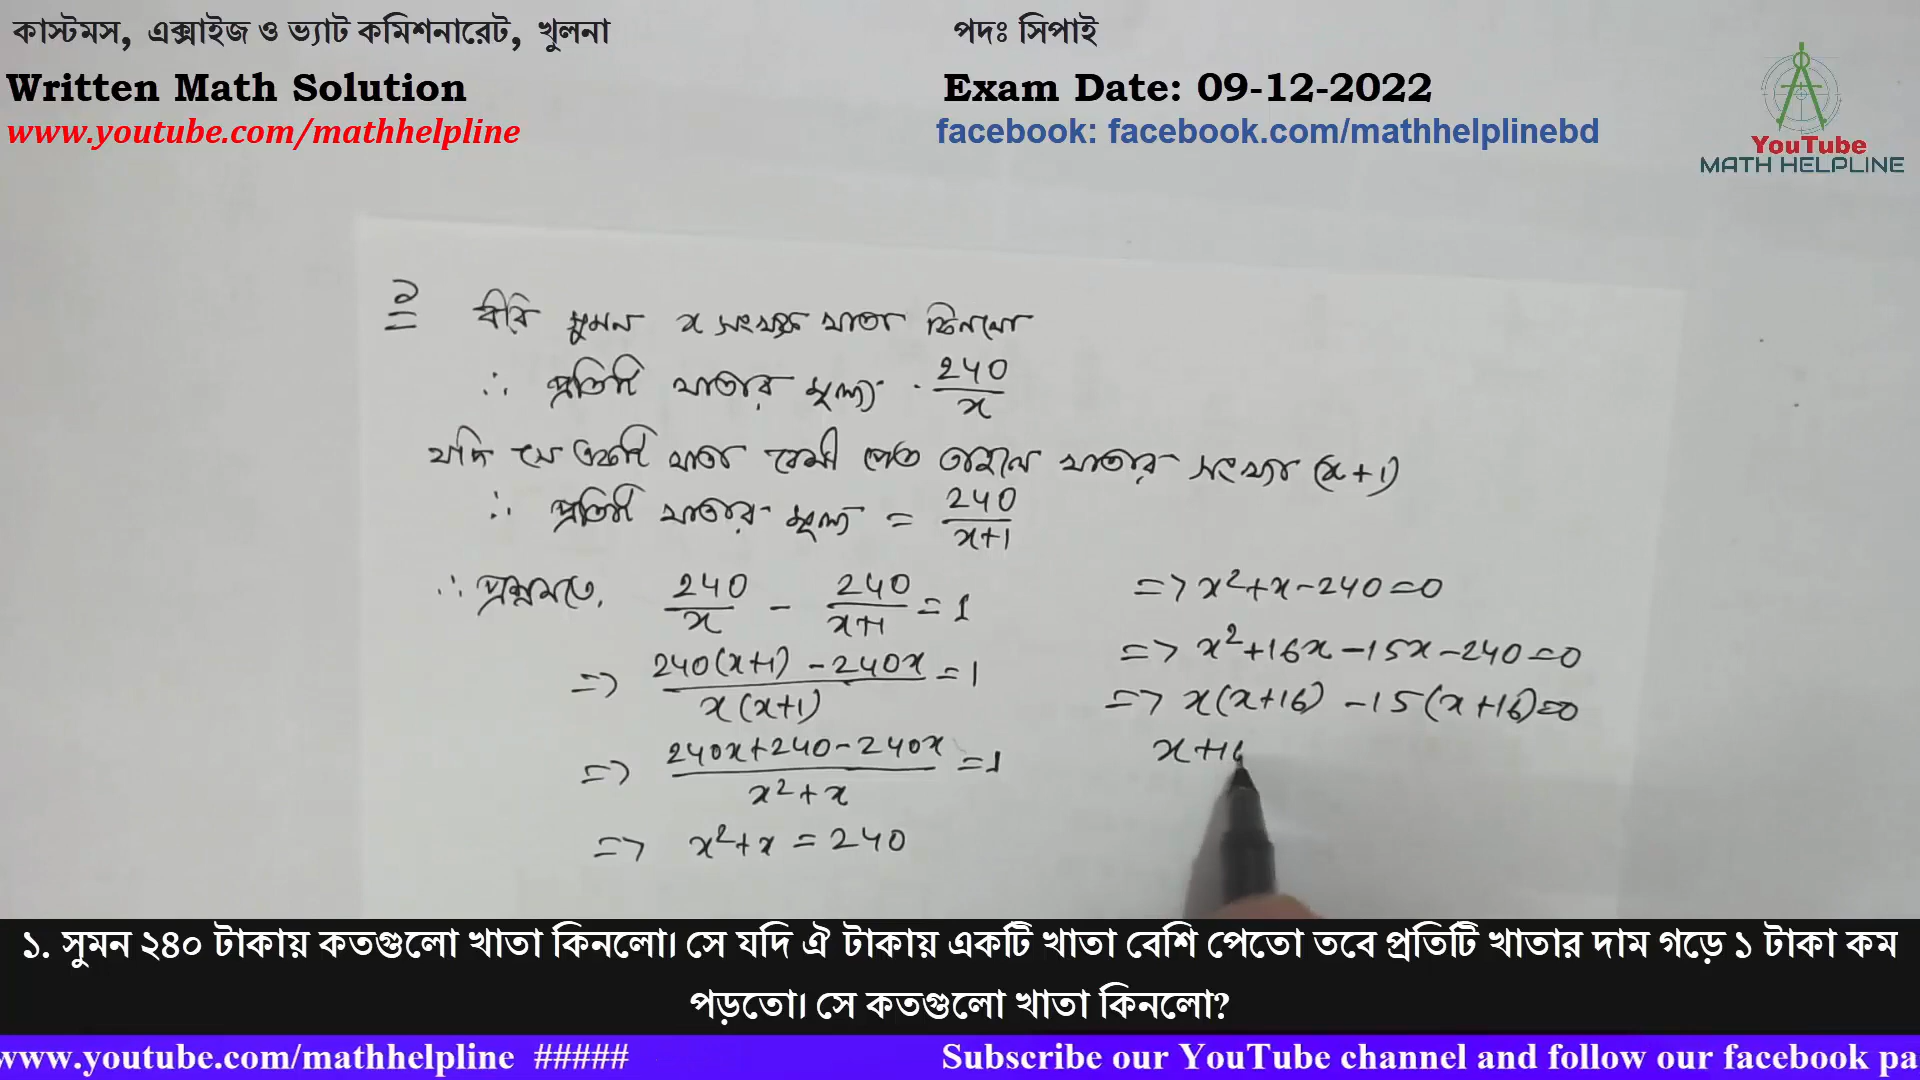 কাস্টমস, এক্সাইজ ও ভ্যাট কমিশনারেট, খুলনা
পদঃ সিপাই
Written Math Solution
Exam Date: 09-12-2022
www.youtube.com/mathhelpline
facebook: facebook.com/mathhelplinebd
YouTube
MATH HELPLINE
১ ধরি সুমন x সংখ্যক খাতা কিনলো
∴ প্রতিটি খাতার মূল্য 240/x
যদি সে একটি খাতা বেশী পেত তাহলে খাতার সংখ্যা (x+1)
∴ প্রতিটি খাতার মূল্য = 240/x+1
∴ প্রশ্নমতে, 240/x - 240/x+1 = 1
=> 240(x+1) - 240x / x(x+1) = 1
=> 240x+240-240x / x²+x = 1
=> x²+x = 240
=> x²+x-240=0
=> x²+16x-15x-240=0
=> x(x+16) -15(x+16)=0
x+16
১. সুমন ২৪০ টাকায় কতগুলো খাতা কিনলো। সে যদি ঐ টাকায় একটি খাতা বেশি পেতো তবে প্রতিটি খাতার দাম গড়ে ১ টাকা কম
পড়তো। সে কতগুলো খাতা কিনলো?
www.youtube.com/mathhelpline ##### Subscribe our YouTube channel and follow our facebook pa